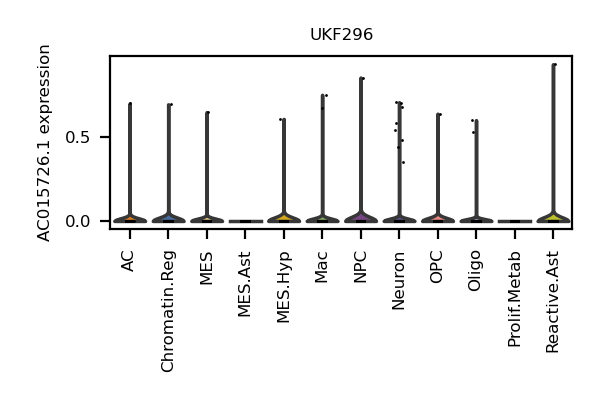 UKF296
AC015726.1 expression
0.5
0.0
AC
Chromatin.Reg
MES
MES.Ast
MES.Hyp
Mac
NPC
Neuron
OPC
Oligo
Prolif.Metab
Reactive.Ast